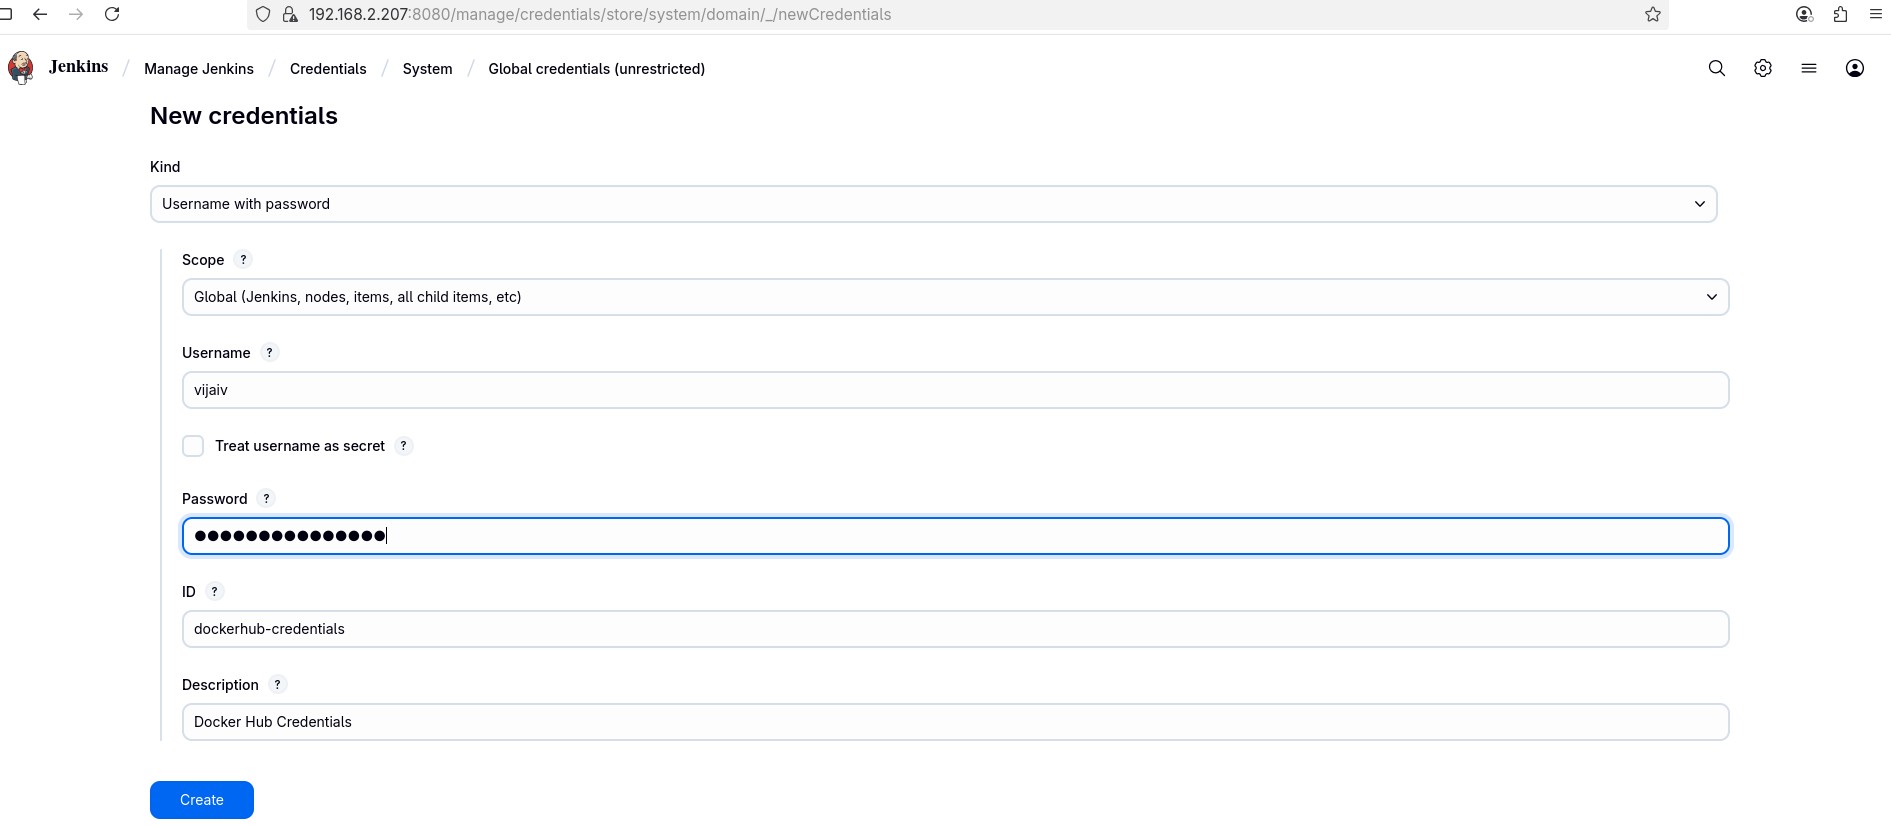 192.168.2.207:8080/manage/credentials/store/system/domain/_/newCredentials
Jenkins / Manage Jenkins / Credentials / System / Global credentials (unrestricted)
New credentials
Kind
Username with password
Scope ?
Global (Jenkins, nodes, items, all child items, etc)
Username ?
vijaiv
Treat username as secret ?
Password ?
●●●●●●●●●●●●●●●
ID ?
dockerhub-credentials
Description ?
Docker Hub Credentials
Create